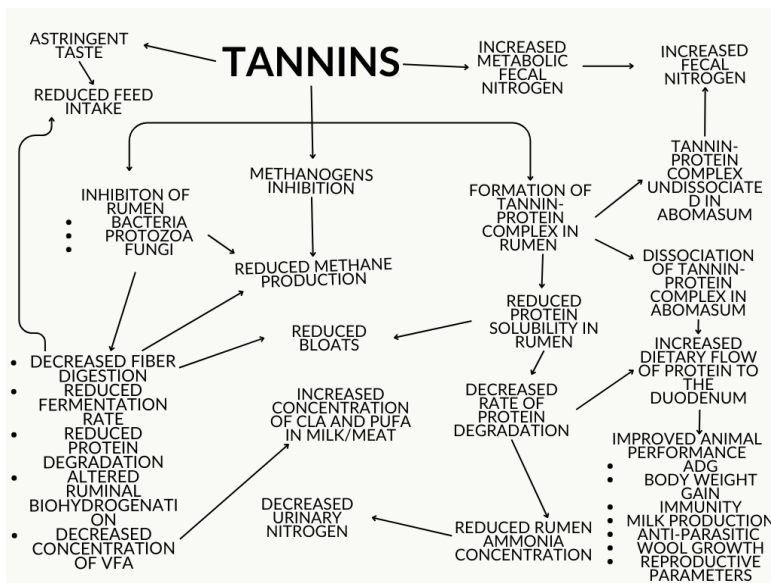 TANNINS
ASTRINGENT
TASTE
REDUCED FEED
INTAKE
INCREASED
METABOLIC
FECAL
NITROGEN
INCREASED
FECAL
NITROGEN
METHANOGENS
INHIBITION
INHIBITON OF
RUMEN
BACTERIA
PROTOZOA
FUNGI
REDUCED METHANE
PRODUCTION
FORMATION OF
TANNIN-
PROTEIN
COMPLEX IN
RUMEN
TANNIN-
PROTEIN
COMPLEX
UNDISSOCIATE
D IN
ABOMASUM
DISSOCIATION
OF TANNIN-
PROTEIN
COMPLEX IN
ABOMASUM
REDUCED
PROTEIN
SOLUBILITY IN
RUMEN
REDUCED
BLOATS
DECREASED FIBER
DIGESTION
REDUCED
FERMENTATION
RATE
REDUCED
PROTEIN
DEGRADATION
ALTERED
RUMINAL
BIOHYDROGENATI
ON
DECREASED
CONCENTRATION
OF VFA
INCREASED
CONCENTRATION
OF CLA AND PUFA
IN MILK/MEAT
DECREASED
RATE OF
PROTEIN
DEGRADATION
INCREASED
DIETARY FLOW
OF PROTEIN TO
THE
DUODENUM
DECREASED
URINARY
NITROGEN
REDUCED RUMEN
AMMONIA
CONCENTRATION
IMPROVED ANIMAL
PERFORMANCE
ADG
BODY WEIGHT
GAIN
IMMUNITY
MILK PRODUCTION
ANTI-PARASITIC
WOOL GROWTH
REPRODUCTIVE
PARAMETERS